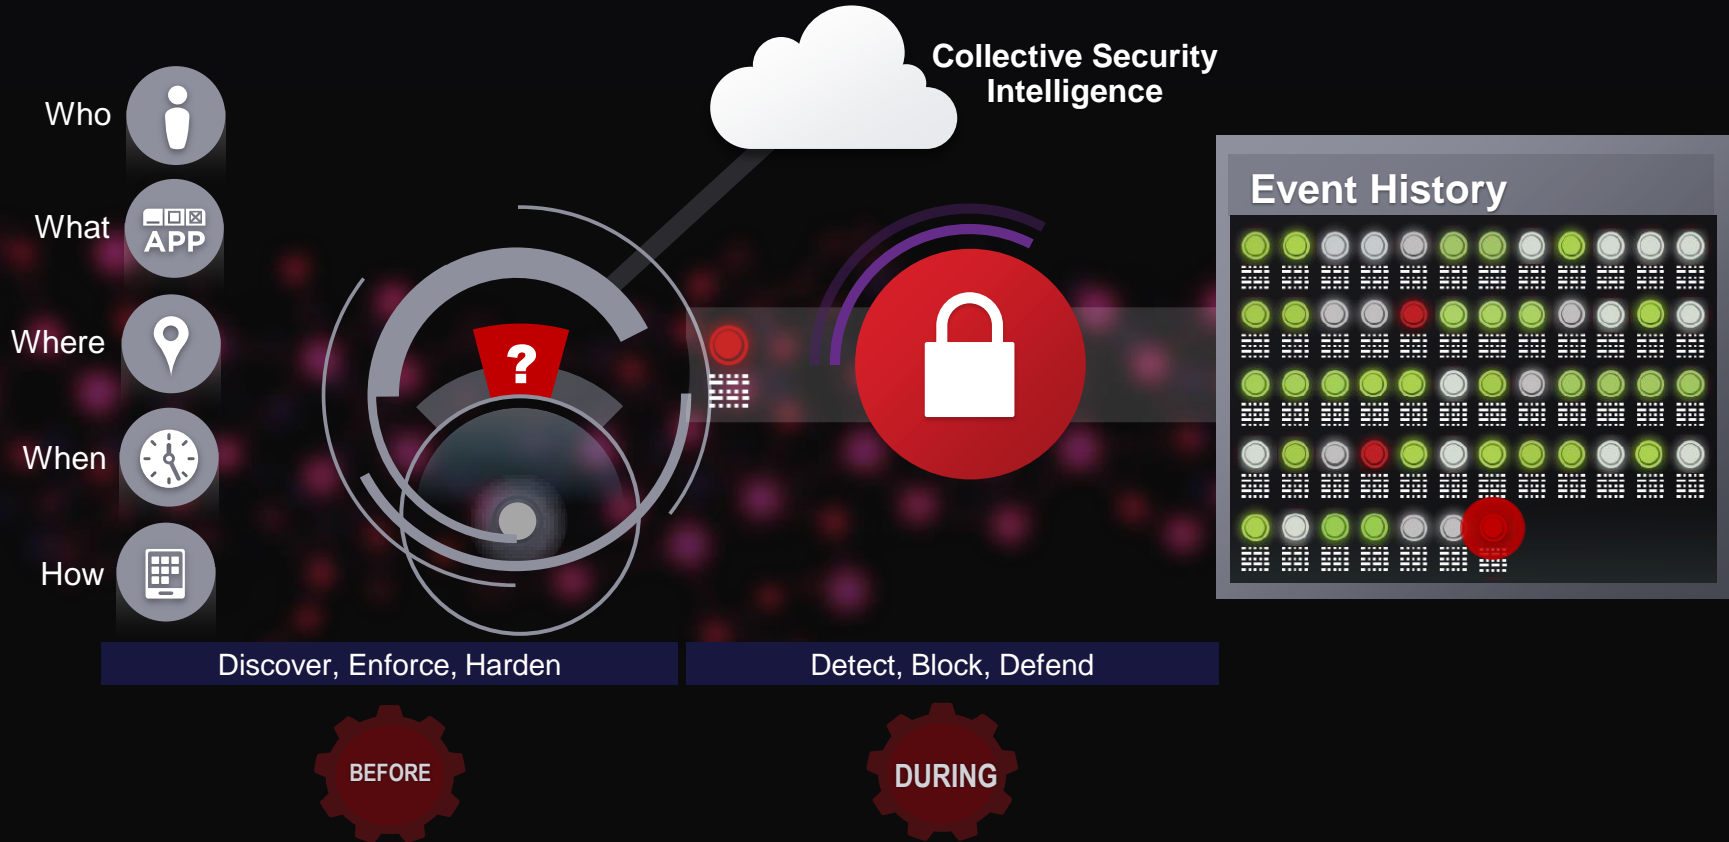 Collective Security
Intelligence
Who
What
APP
Where
When
How
?
Event History
Discover, Enforce, Harden
Detect, Block, Defend
BEFORE
DURING